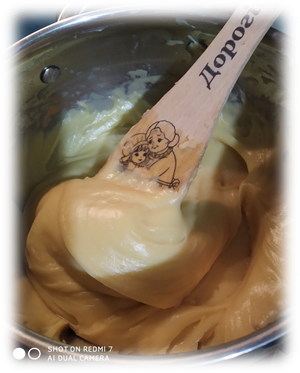 Дорог
SHOT ON REDMI 7
AI DUAL CAMERA